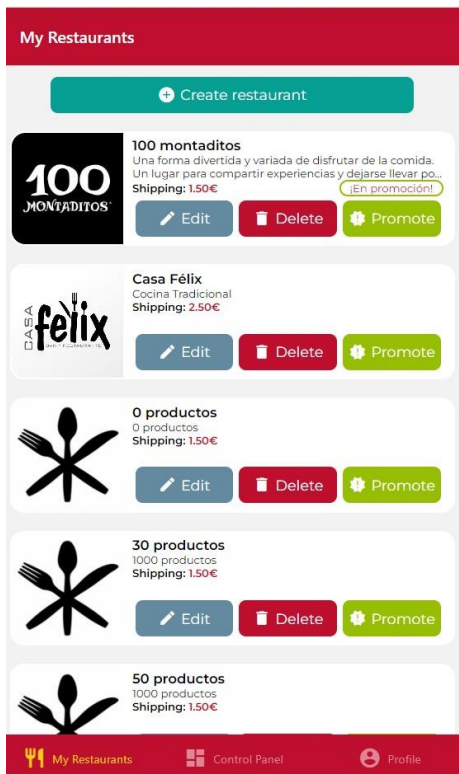 My Restaurants
Create restaurant
100 montaditos
Una forma divertida y variada de disfrutar de la comida.
Un lugar para compartir experiencias y dejarse llevar po...
Shipping: 1.50€
¡En promoción!
100
MONTADITOS
Edit
Delete
Promote
Casa Félix
Cocina Tradicional
Shipping: 2.50€
CASA
felix
Edit
Delete
Promote
0 productos
0 productos
Shipping: 1.50€
Edit
Delete
Promote
30 productos
1000 productos
Shipping: 1.50€
Edit
Delete
Promote
50 productos
1000 productos
Shipping: 1.50€
My Restaurants
Control Panel
Profile